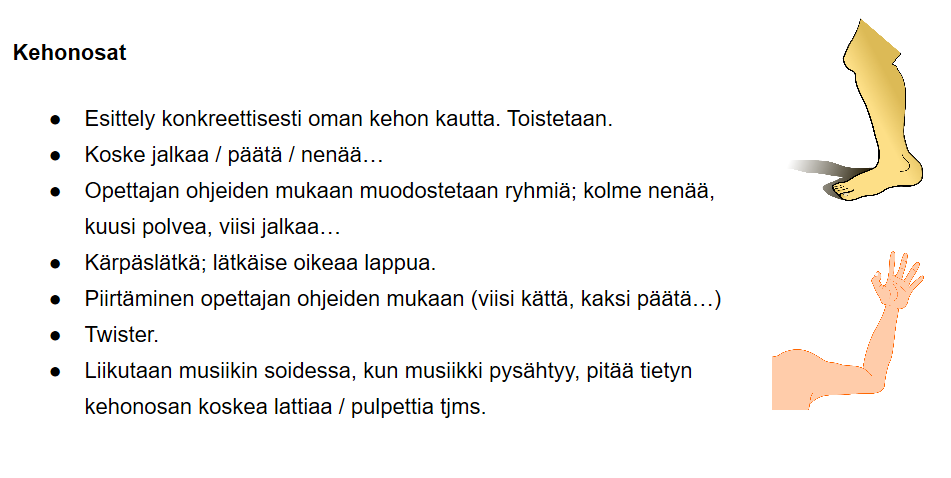 Kehonosat
● Esittely konkreettisesti oman kehon kautta. Toistetaan.
● Koske jalkaa / päätä / nenää…
● Opettajan ohjeiden mukaan muodostetaan ryhmiä; kolme nenää,
kuusi polvea, viisi jalkaa…
● Kärpäslätkä; lätkäise oikeaa lappua.
● Piirtäminen opettajan ohjeiden mukaan (viisi kättä, kaksi päätä…)
● Twister.
● Liikutaan musiikin soidessa, kun musiikki pysähtyy, pitää tietyn
kehonosan koskea lattiaa / pulpettia tjms.